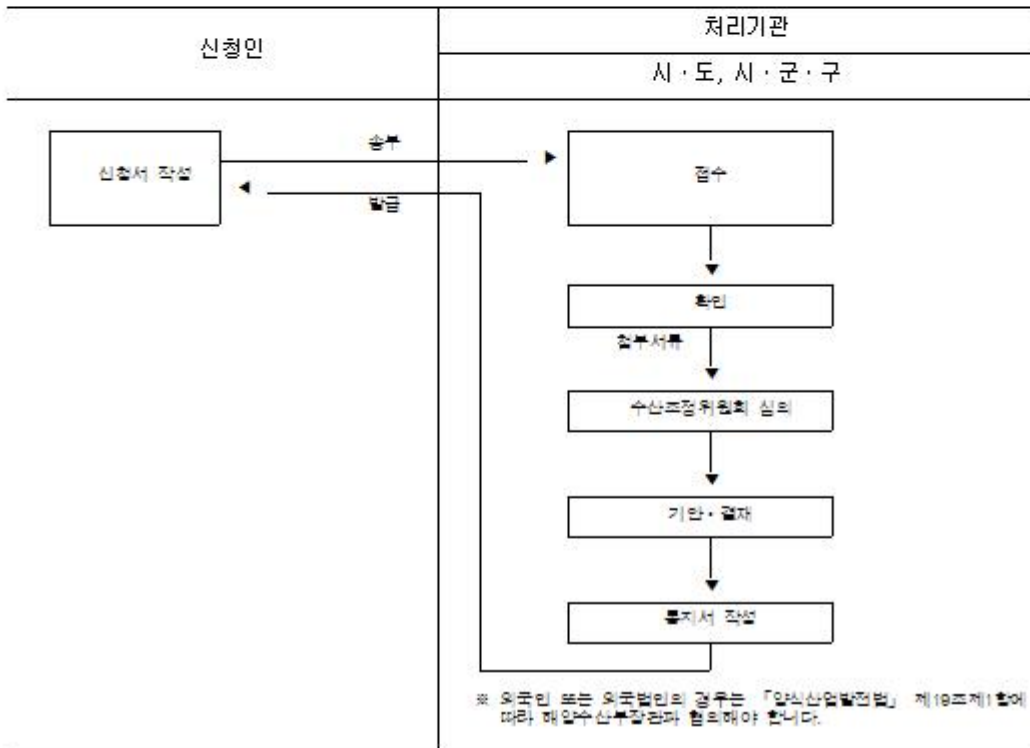 신청인
처리기관
시·도, 시·군·구
신청서 작성
송부
접수
발급
확인
첨부서류
수산조정위원회 심의
기안·결재
통지서 작성
※ 외국인 또는 외국법인의 경우는 「양식산업발전법」 제19조제1항에
따라 해양수산부장관과 협의해야 합니다.